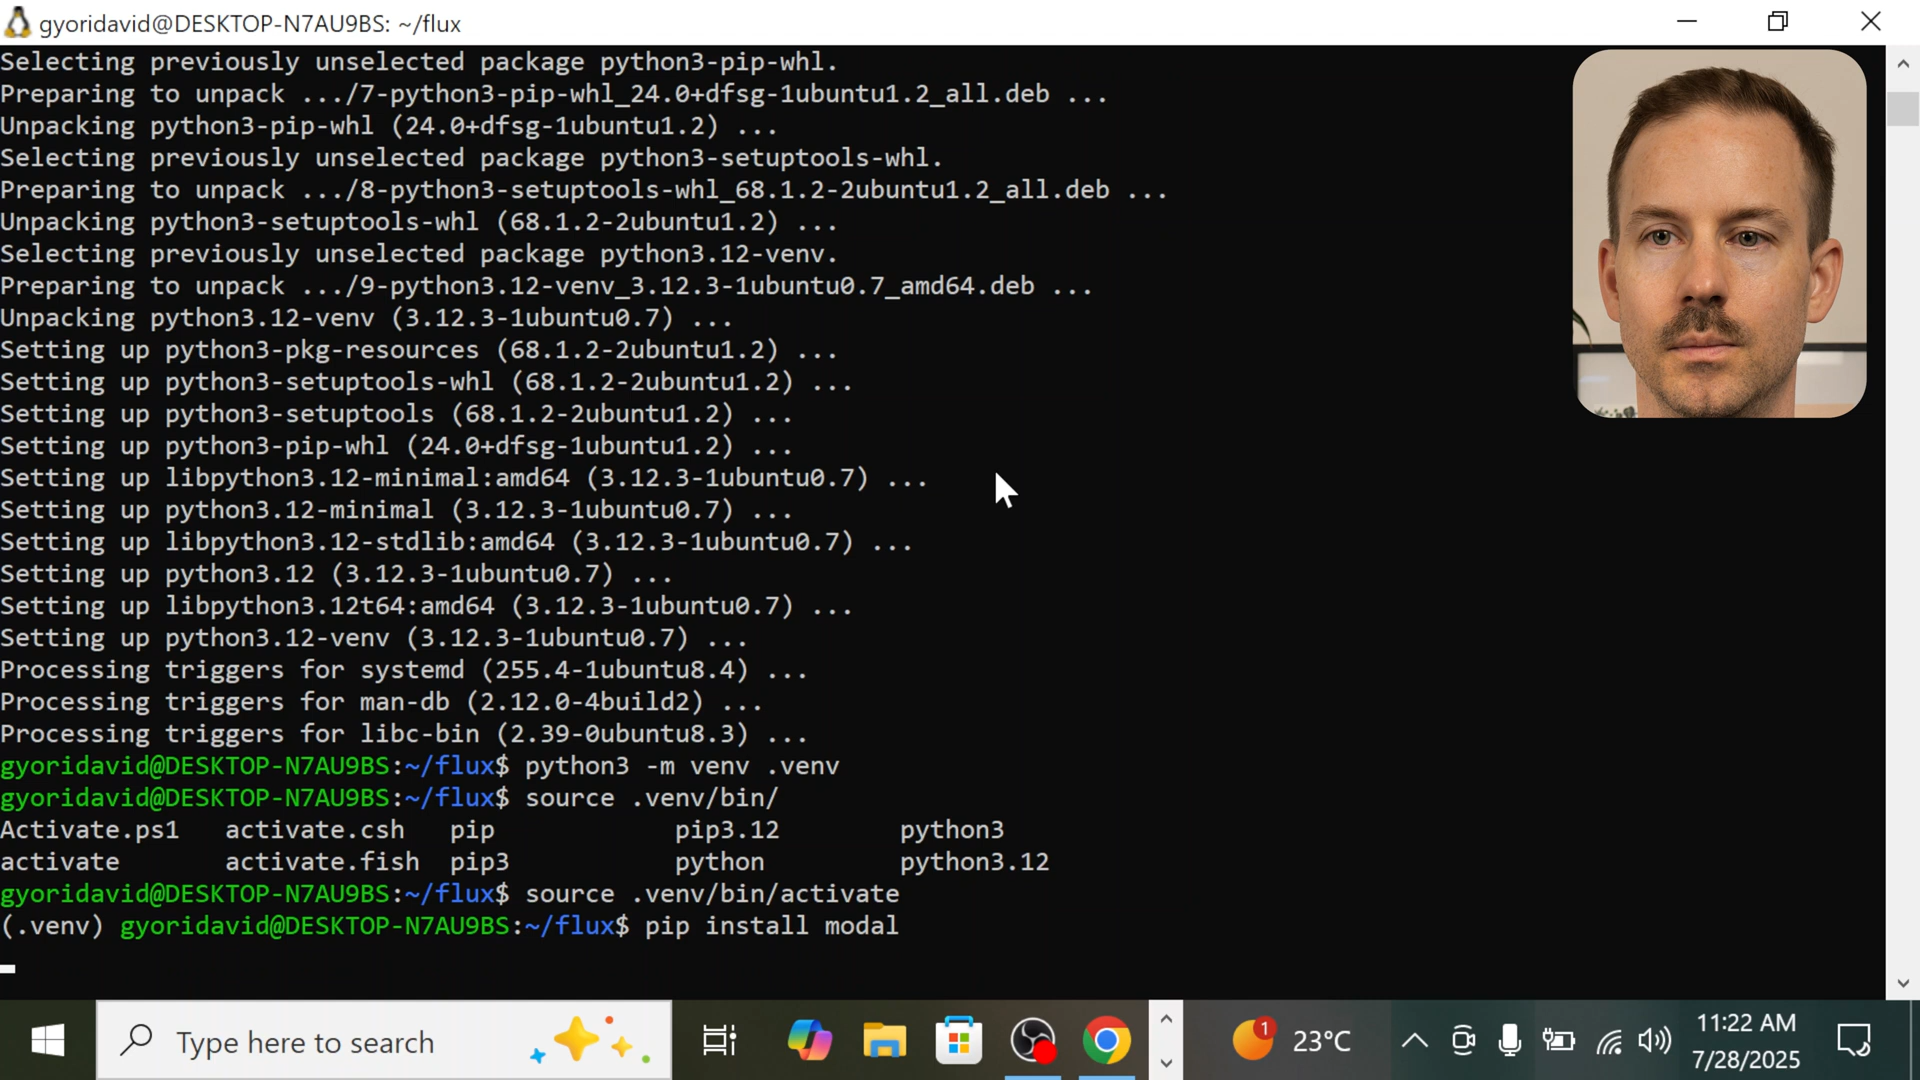 gyoridavid@DESKTOP-N7AU9BS: ~/flux
Selecting previously unselected package python3-pip-whl.
Preparing to unpack .../7-python3-pip-whl_24.0+dfsg-1ubuntu1.2_all.deb ...
Unpacking python3-pip-whl (24.0+dfsg-1ubuntu1.2) ...
Selecting previously unselected package python3-setuptools-whl.
Preparing to unpack .../8-python3-setuptools-whl_68.1.2-2ubuntu1.2_all.deb ...
Unpacking python3-setuptools-whl (68.1.2-2ubuntu1.2) ...
Selecting previously unselected package python3.12-venv.
Preparing to unpack .../9-python3.12-venv_3.12.3-1ubuntu0.7_amd64.deb ...
Unpacking python3.12-venv (3.12.3-1ubuntu0.7) ...
Setting up python3-pkg-resources (68.1.2-2ubuntu1.2) ...
Setting up python3-setuptools-whl (68.1.2-2ubuntu1.2) ...
Setting up python3-setuptools (68.1.2-2ubuntu1.2) ...
Setting up python3-pip-whl (24.0+dfsg-1ubuntu1.2) ...
Setting up libpython3.12-minimal:amd64 (3.12.3-1ubuntu0.7) ...
Setting up python3.12-minimal (3.12.3-1ubuntu0.7) ...
Setting up libpython3.12-stdlib:amd64 (3.12.3-1ubuntu0.7) ...
Setting up python3.12 (3.12.3-1ubuntu0.7) ...
Setting up libpython3.12t64:amd64 (3.12.3-1ubuntu0.7) ...
Setting up python3.12-venv (3.12.3-1ubuntu0.7) ...
Processing triggers for systemd (255.4-1ubuntu8.4) ...
Processing triggers for man-db (2.12.0-4build2) ...
Processing triggers for libc-bin (2.39-0ubuntu8.3) ...
gyoridavid@DESKTOP-N7AU9BS:~/flux$ python3 -m venv .venv
gyoridavid@DESKTOP-N7AU9BS:~/flux$ source .venv/bin/
Activate.ps1 activate.csh pip pip3.12 python3
activate activate.fish pip3 python python3.12
gyoridavid@DESKTOP-N7AU9BS:~/flux$ source .venv/bin/activate
(.venv) gyoridavid@DESKTOP-N7AU9BS:~/flux$ pip install modal
Type here to search
1
23°C
11:22 AM
7/28/2025